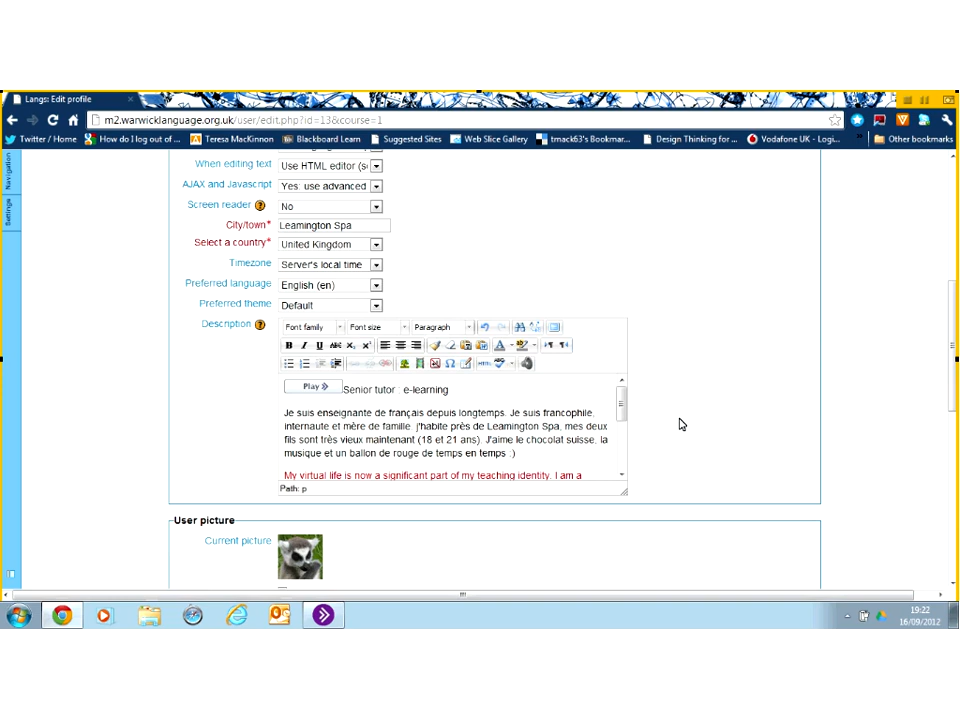 Langs: Edit profile
m2.warwicklanguage.org.uk/user/edit.php?id=13&course=1
Twitter / Home How do I log out of ... Teresa MacKinnon Blackboard Learn Suggested Sites Web Slice Gallery tmack63's Bookmar... Design Thinking for ... Vodafone UK - Logi... Other bookmarks
Navigation
Settings
When editing text Use HTML editor (s
AJAX and Javascript Yes: use advanced
Screen reader No
City/town* Leamington Spa
Select a country* United Kingdom
Timezone Server's local time
Preferred language English (en)
Preferred theme Default
Description Font family Font size Paragraph
B I U ABC
HTML
Play » Senior tutor : e-learning
Je suis enseignante de français depuis longtemps. Je suis francophile,
internaute et mère de famille. j'habite près de Leamington Spa, mes deux
fils sont très vieux maintenant (18 et 21 ans). J'aime le chocolat suisse, la
musique et un ballon de rouge de temps en temps :)
My virtual life is now a significant part of my teaching identity. I am a
Path: p
User picture
Current picture
19:22
16/09/2012